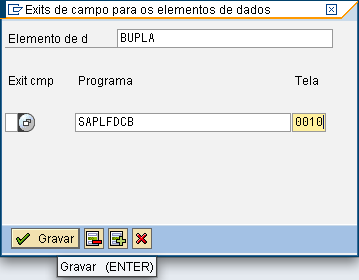 Exits de campo para os elementos de dados
Elemento de d BUPLA
Exit cmp Programa Tela
SAPLFDCB 0010
Gravar
Gravar (ENTER)